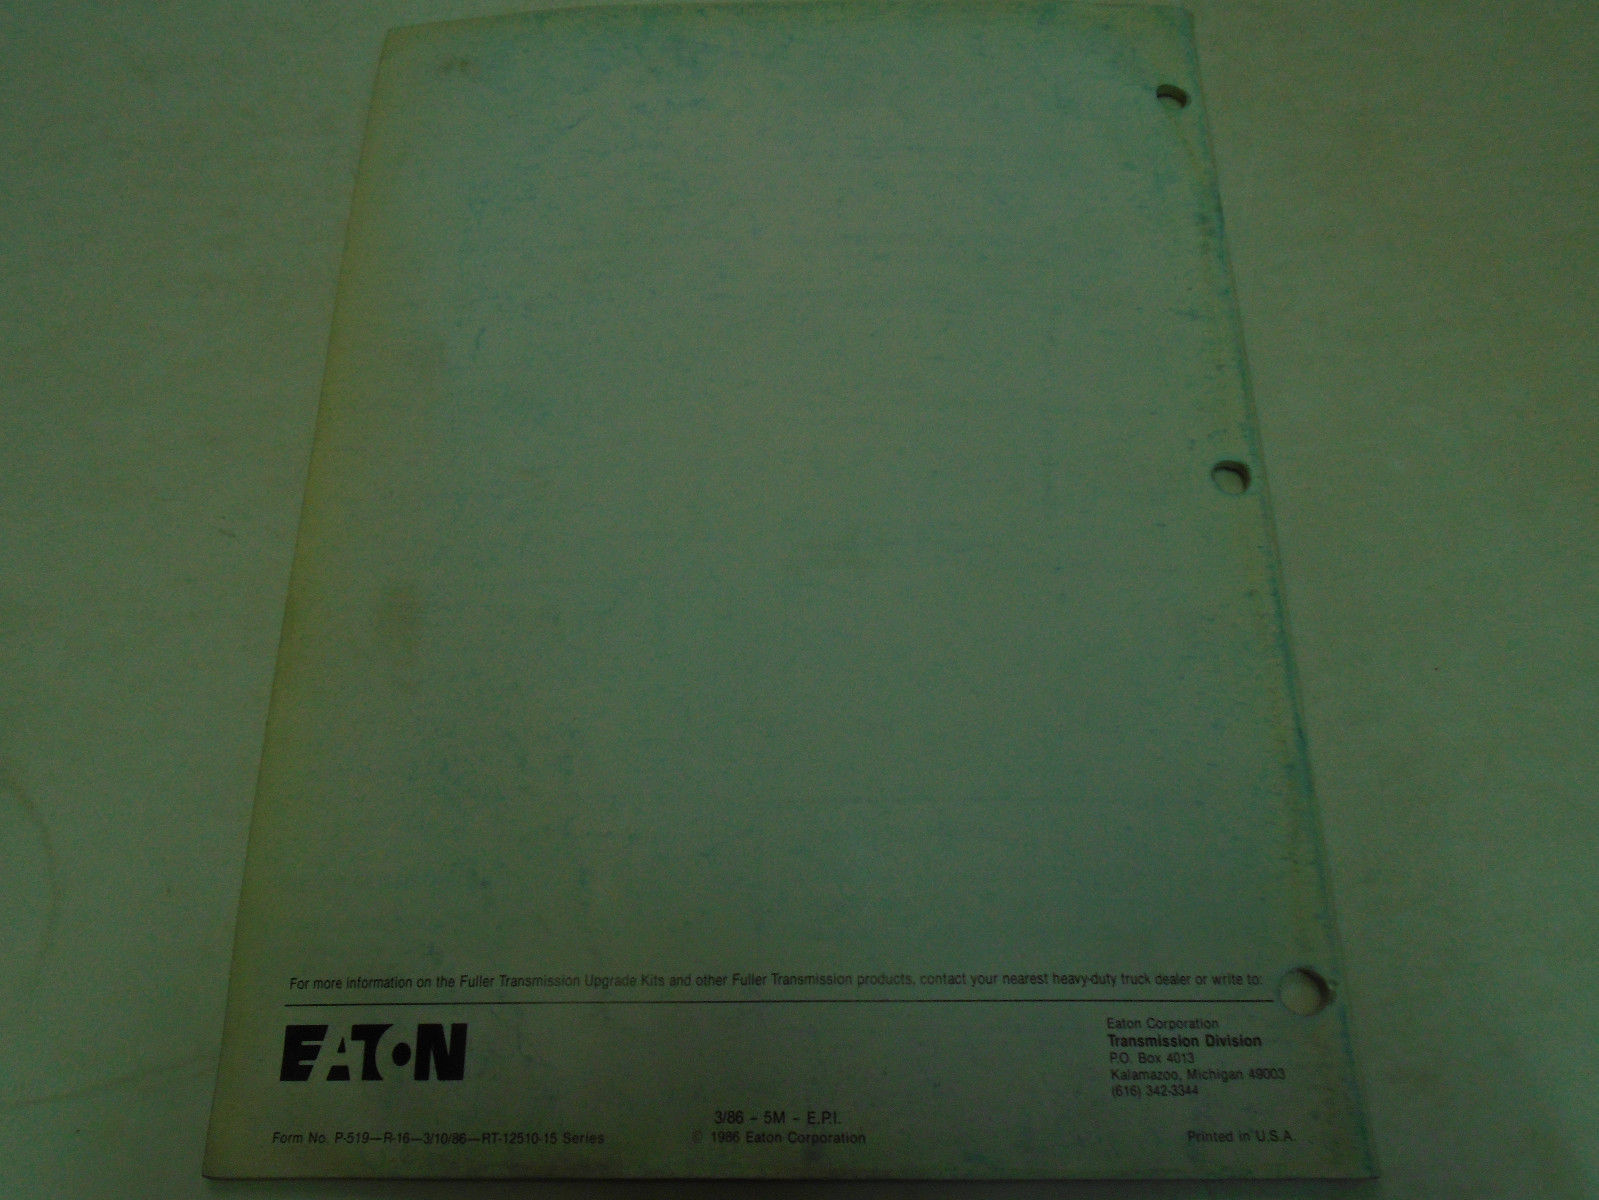 For more information on the Fuller Transmission Upgrade Kits and other Fuller Transmission products, contact your nearest heavy-duty truck dealer or write to:
EATON
Eaton Corporation
Transmission Division
P.O. Box 4013
Kalamazoo, Michigan 49003
(616) 342-3344
3/86 - 5M - E.P.I.
Form No. P-519—R-16—3/10/86—RT-12510-15 Series
© 1986 Eaton Corporation
Printed in U.S.A.